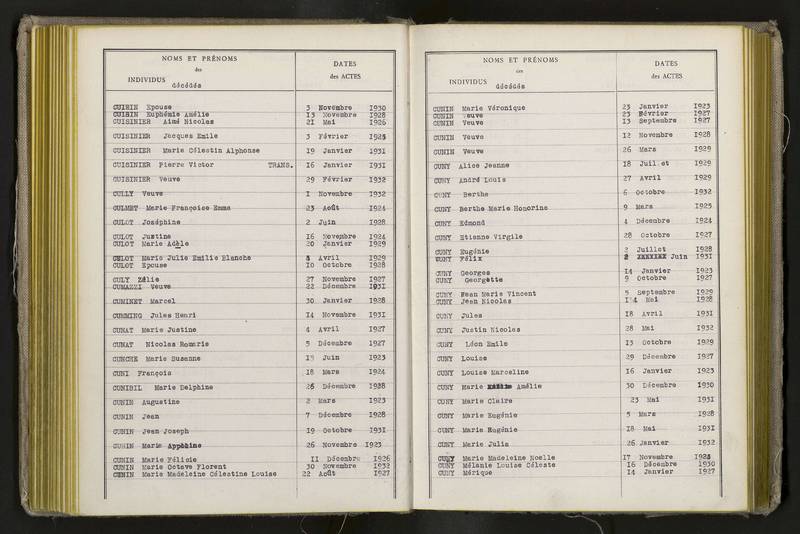 NOMS ET PRÉNOMS
des
INDIVIDUS décédés
DATES
des ACTES
CUISIN Epouse 3 Novembre 1930
CUISIN Euphémie Amélie 13 Novembre 1928
CUISINIER Aimé Nicolas 21 Mai 1926
CUISINIER Jacques Emile 3 Février 1925
CUISINIER Marie Célestin Alphonse 19 Janvier 1931
CUISINIER Pierre Victor TRANS. 16 Janvier 1931
CUISINIER Veuve 29 Février 1932
CULLY Veuve I Novembre 1932
CULMET Marie Françoise Emma 23 Août 1924
CULOT Joséphine 2 Juin 1928
CULOT Justine 16 Novembre 1924
CULOT Marie Adèle 20 Janvier 1929
CULOT Marie Julie Emilie Blanche Avril 1929
CULOT Epouse 10 Octobre 1928
CULY Zélie 27 Novembre 1927
CUMAZZI Veuve 22 Décembre 1931
CUMINET Marcel 30 Janvier 1928
CUMMING Jules Henri 14 Novembre 1931
CUNAT Marie Justine 4 Avril 1927
CUNAT Nicolas Romaric 5 Décembre 1927
CUNCHE Marie Suzanne Juin 1923
CUNI François 18 Mars 1924
CUNIBIL Marie Delphine 26 Décembre 1928
CUNIN Augustine 2 Mars 1923
CUNIN Jean 7 Décembre 1928
CUNIN Jean Joseph 19 Octobre 1931
CUNIN Marie 26 Novembre 1923
CUNIN Marie Félicie II Décembre 1926
CUNIN Marie Octave Florent 30 Novembre 1932
CUNIN Marie Madeleine Célestine Louise 22 Août 1927
NOMS ET PRÉNOMS
des
INDIVIDUS décédés
DATES
des ACTES
CUNIN Marie Véronique 23 Janvier 1923
CUNIN Veuve 23 Février 1927
CUNIN Veuve 13 Septembre 1927
CUNIN Veuve 12 Novembre 1928
CUNIN Veuve 26 Mars 1929
CUNY Alice Jeanne 18 Juillet 1929
CUNY André Louis 27 Avril 1929
CUNY Berthe 6 Octobre 1932
CUNY Berthe Marie Honorine 9 Mars 1925
CUNY Edmond 4 Décembre 1924
CUNY Etienne Virgile 28 Octobre 1927
CUNY Eugénie 2 Juillet 1928
CUNY Félix 2 Juin 1931
CUNY Georges 14 Janvier 1923
CUNY Georgette 9 Octobre 1927
CUNY Jean Marie Vincent 5 Septembre 1929
CUNY Jean Nicolas Mai 1928
CUNY Jules 18 Avril 1931
CUNY Justin Nicolas 28 Mai 1932
CUNY Léon Emile 13 Octobre 1929
CUNY Louise 29 Décembre 1927
CUNY Louise Marceline 16 Janvier 1923
CUNY Marie Amélie 30 Décembre 1930
CUNY Marie Claire 23 Mai 1931
CUNY Marie Eugénie 5 Mars 1928
CUNY Marie Eugénie 18 Mai 1931
CUNY Marie Julia 26 Janvier 1932
CUNY Marie Madeleine Noelle 17 Novembre
CUNY Mélanie Louise Céleste 16 Décembre 1930
CUNY Mérique 14 Janvier 1927